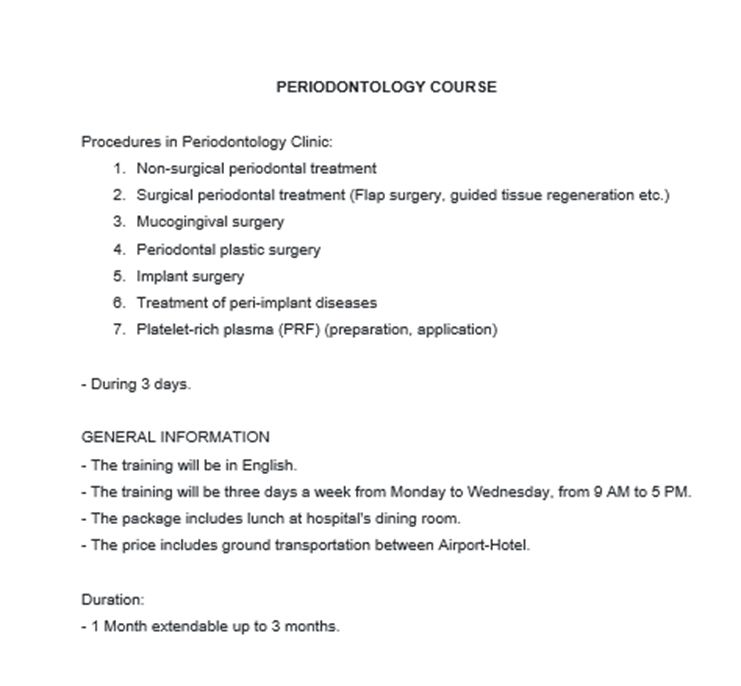 PERIODONTOLOGY COURSE
Procedures in Periodontology Clinic:
1. Non-surgical periodontal treatment
2. Surgical periodontal treatment (Flap surgery, guided tissue regeneration etc.)
3. Mucogingival surgery
4. Periodontal plastic surgery
5. Implant surgery
6. Treatment of peri-implant diseases
7. Platelet-rich plasma (PRF) (preparation, application)
- During 3 days.
GENERAL INFORMATION
- The training will be in English.
- The training will be three days a week from Monday to Wednesday, from 9 AM to 5 PM.
- The package includes lunch at hospital's dining room.
- The price includes ground transportation between Airport-Hotel.
Duration:
- 1 Month extendable up to 3 months.